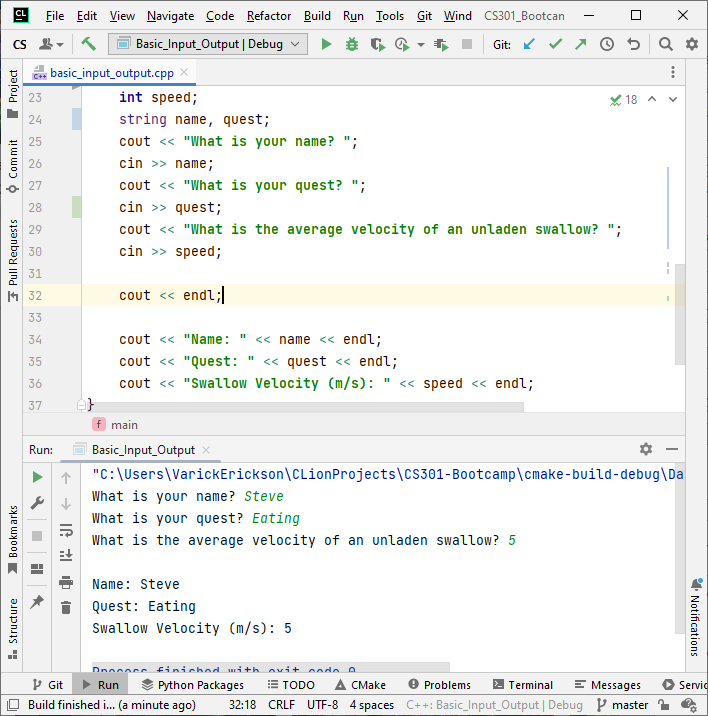 File Edit View Navigate Code Refactor Build Run Tools Git Wind CS301_Bootcan
CS Basic_Input_Output | Debug Git:
basic_input_output.cpp
18
23 int speed;
24 string name, quest;
25 cout << "What is your name? ";
26 cin >> name;
27 cout << "What is your quest? ";
28 cin >> quest;
29 cout << "What is the average velocity of an unladen swallow? ";
30 cin >> speed;
31
32 cout << endl;
33
34 cout << "Name: " << name << endl;
35 cout << "Quest: " << quest << endl;
36 cout << "Swallow Velocity (m/s): " << speed << endl;
37 }
f main
Project
Commit
Pull Requests
Bookmarks
Structure
Notifications
Run: Basic_Input_Output
"C:\Users\VarickErickson\CLionProjects\CS301-Bootcamp\cmake-build-debug\Da
What is your name? Steve
What is your quest? Eating
What is the average velocity of an unladen swallow? 5
Name: Steve
Quest: Eating
Swallow Velocity (m/s): 5
Process finished with exit code 0
Git Run Python Packages TODO CMake Problems Terminal Messages Servic
Build finished i... (a minute ago) 32:18 CRLF UTF-8 4 spaces C++: Basic_Input_Output | Debug master